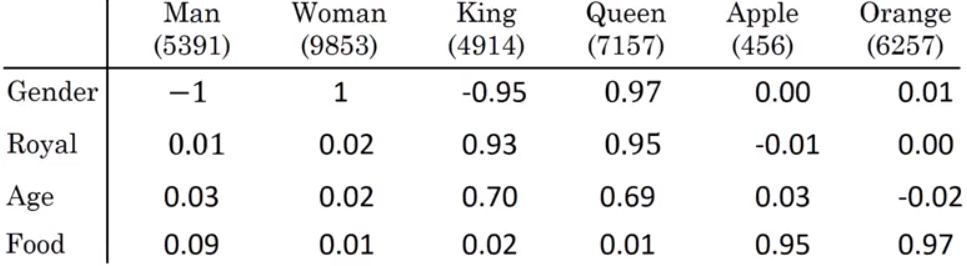 Man Woman King Queen Apple Orange
(5391) (9853) (4914) (7157) (456) (6257)
Gender −1 1 -0.95 0.97 0.00 0.01
Royal 0.01 0.02 0.93 0.95 -0.01 0.00
Age 0.03 0.02 0.70 0.69 0.03 -0.02
Food 0.09 0.01 0.02 0.01 0.95 0.97